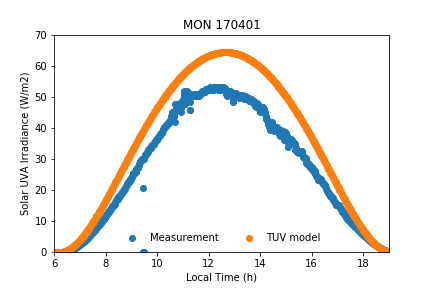 MON 170401
Solar UVA Irradiance (W/m2)
70
60
50
40
30
20
10
0
Measurement TUV model
6 8 10 12 14 16 18
Local Time (h)